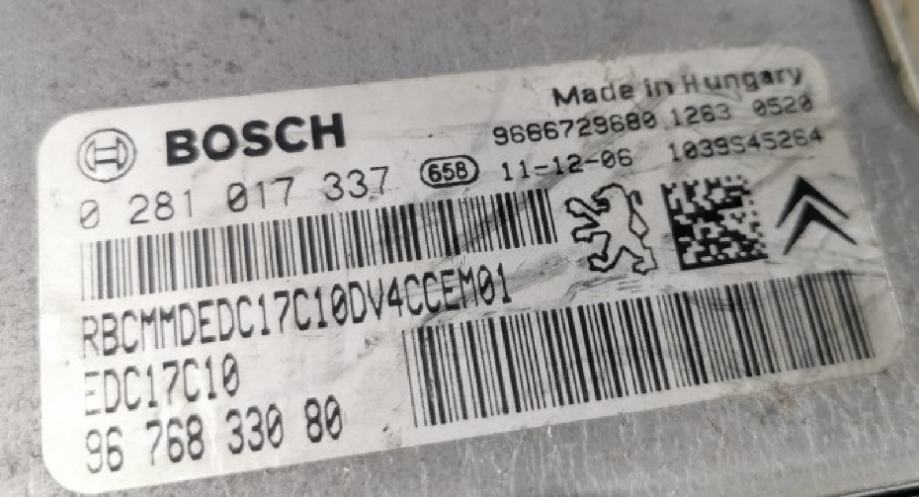 Made in Hungary
BOSCH
9666729680 1263 0520
0 281 017 337
658
11-12-06
1039S45264
RBCMMDEDC17C10DV4CCEM01
EDC17C10
96 768 330 80